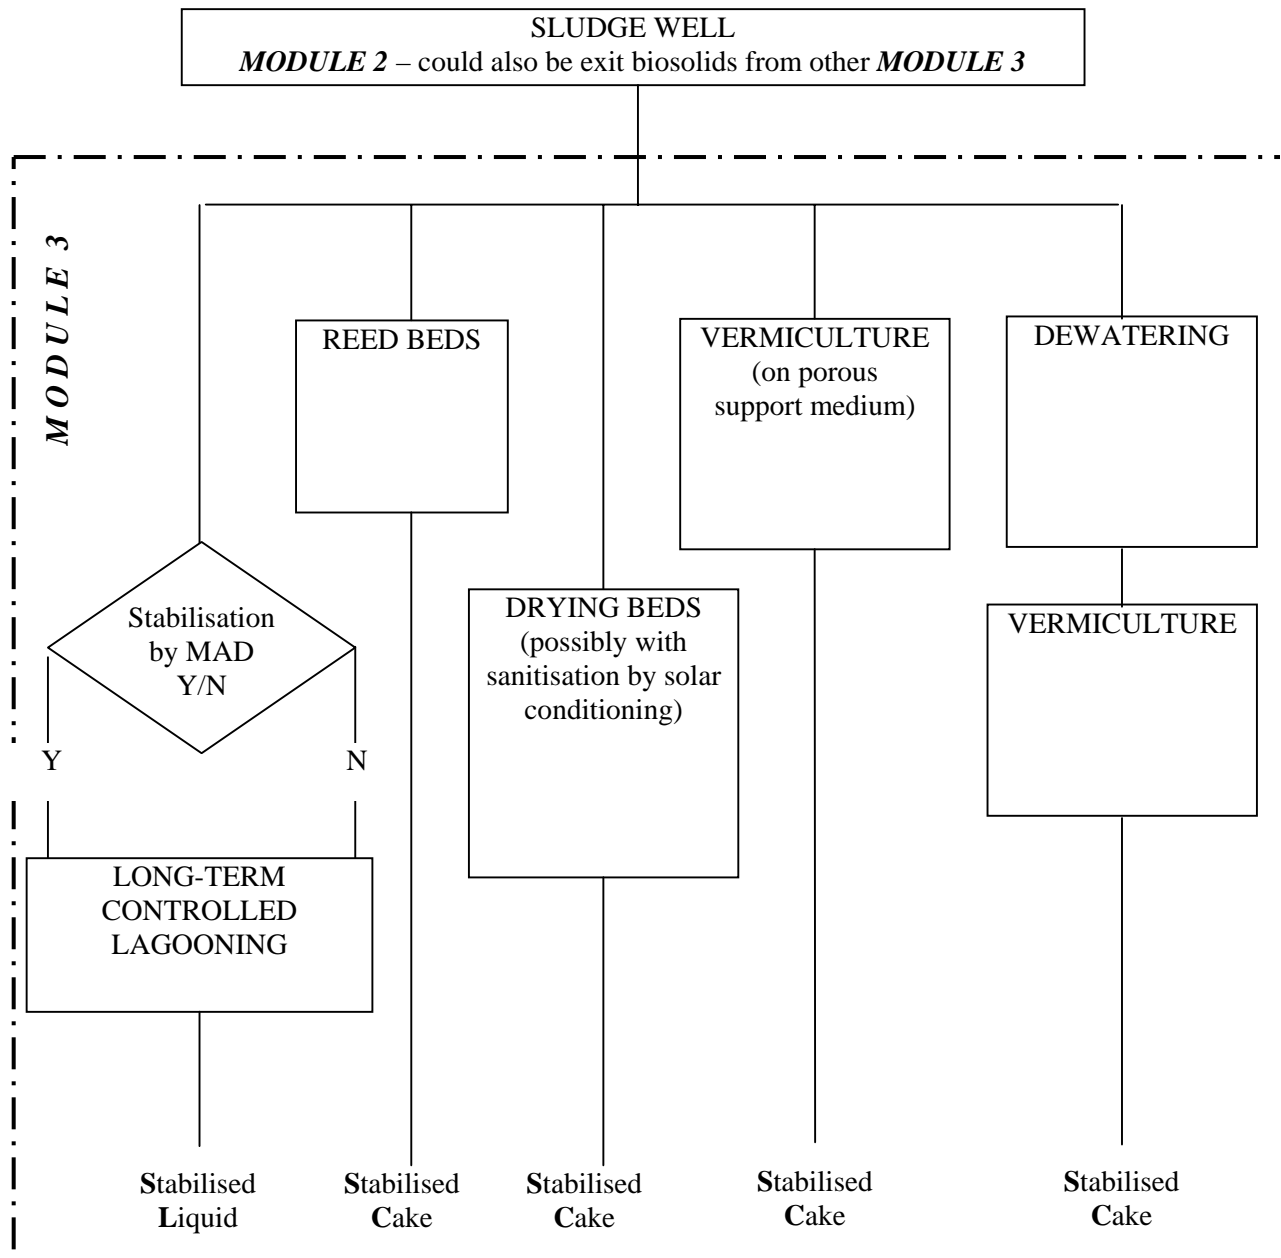 SLUDGE WELL
MODULE 2 – could also be exit biosolids from other MODULE 3
MODULE 3
REED BEDS
VERMICULTURE
(on porous
support medium)
DEWATERING
Stabilisation
by MAD
Y/N
Y
N
DRYING BEDS
(possibly with
sanitisation by solar
conditioning)
VERMICULTURE
LONG-TERM
CONTROLLED
LAGOONING
Stabilised
Liquid
Stabilised
Cake
Stabilised
Cake
Stabilised
Cake
Stabilised
Cake